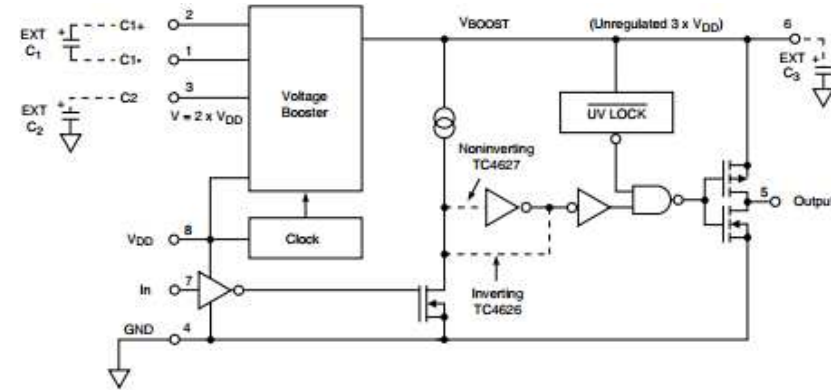 EXT
C1
C1+
2
C1-
1
EXT
C2
C2
3
V = 2 x VDD
Voltage
Booster
VBOOST
(Unregulated 3 x VDD)
6
EXT
C3
UV LOCK
Noninverting
TC4627
5
Output
VDD
8
Clock
In
7
Inverting
TC4626
GND
4